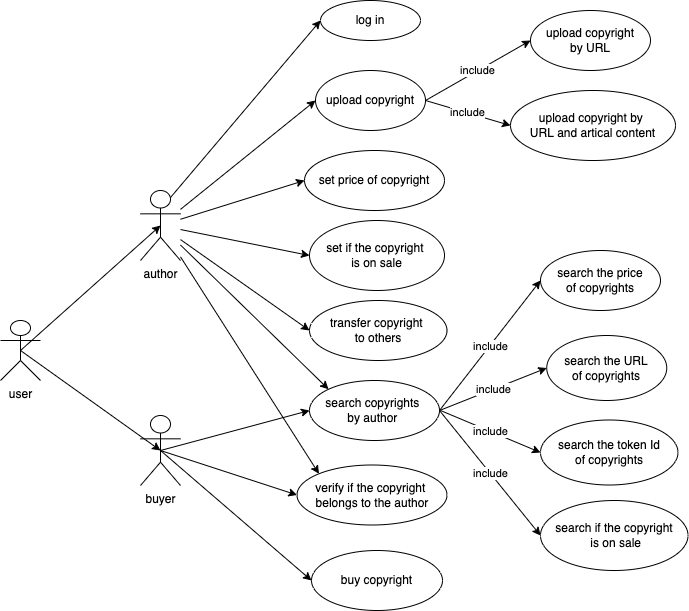 log in
upload copyright
by URL
include
upload copyright
include
upload copyright by
URL and artical content
set price of copyright
set if the copyright
is on sale
author
search the price
of copyrights
transfer copyright
to others
include
user
search the URL
of copyrights
include
search copyrights
by author
include
search the token Id
of copyrights
include
buyer
verify if the copyright
belongs to the author
search if the copyright
is on sale
buy copyright